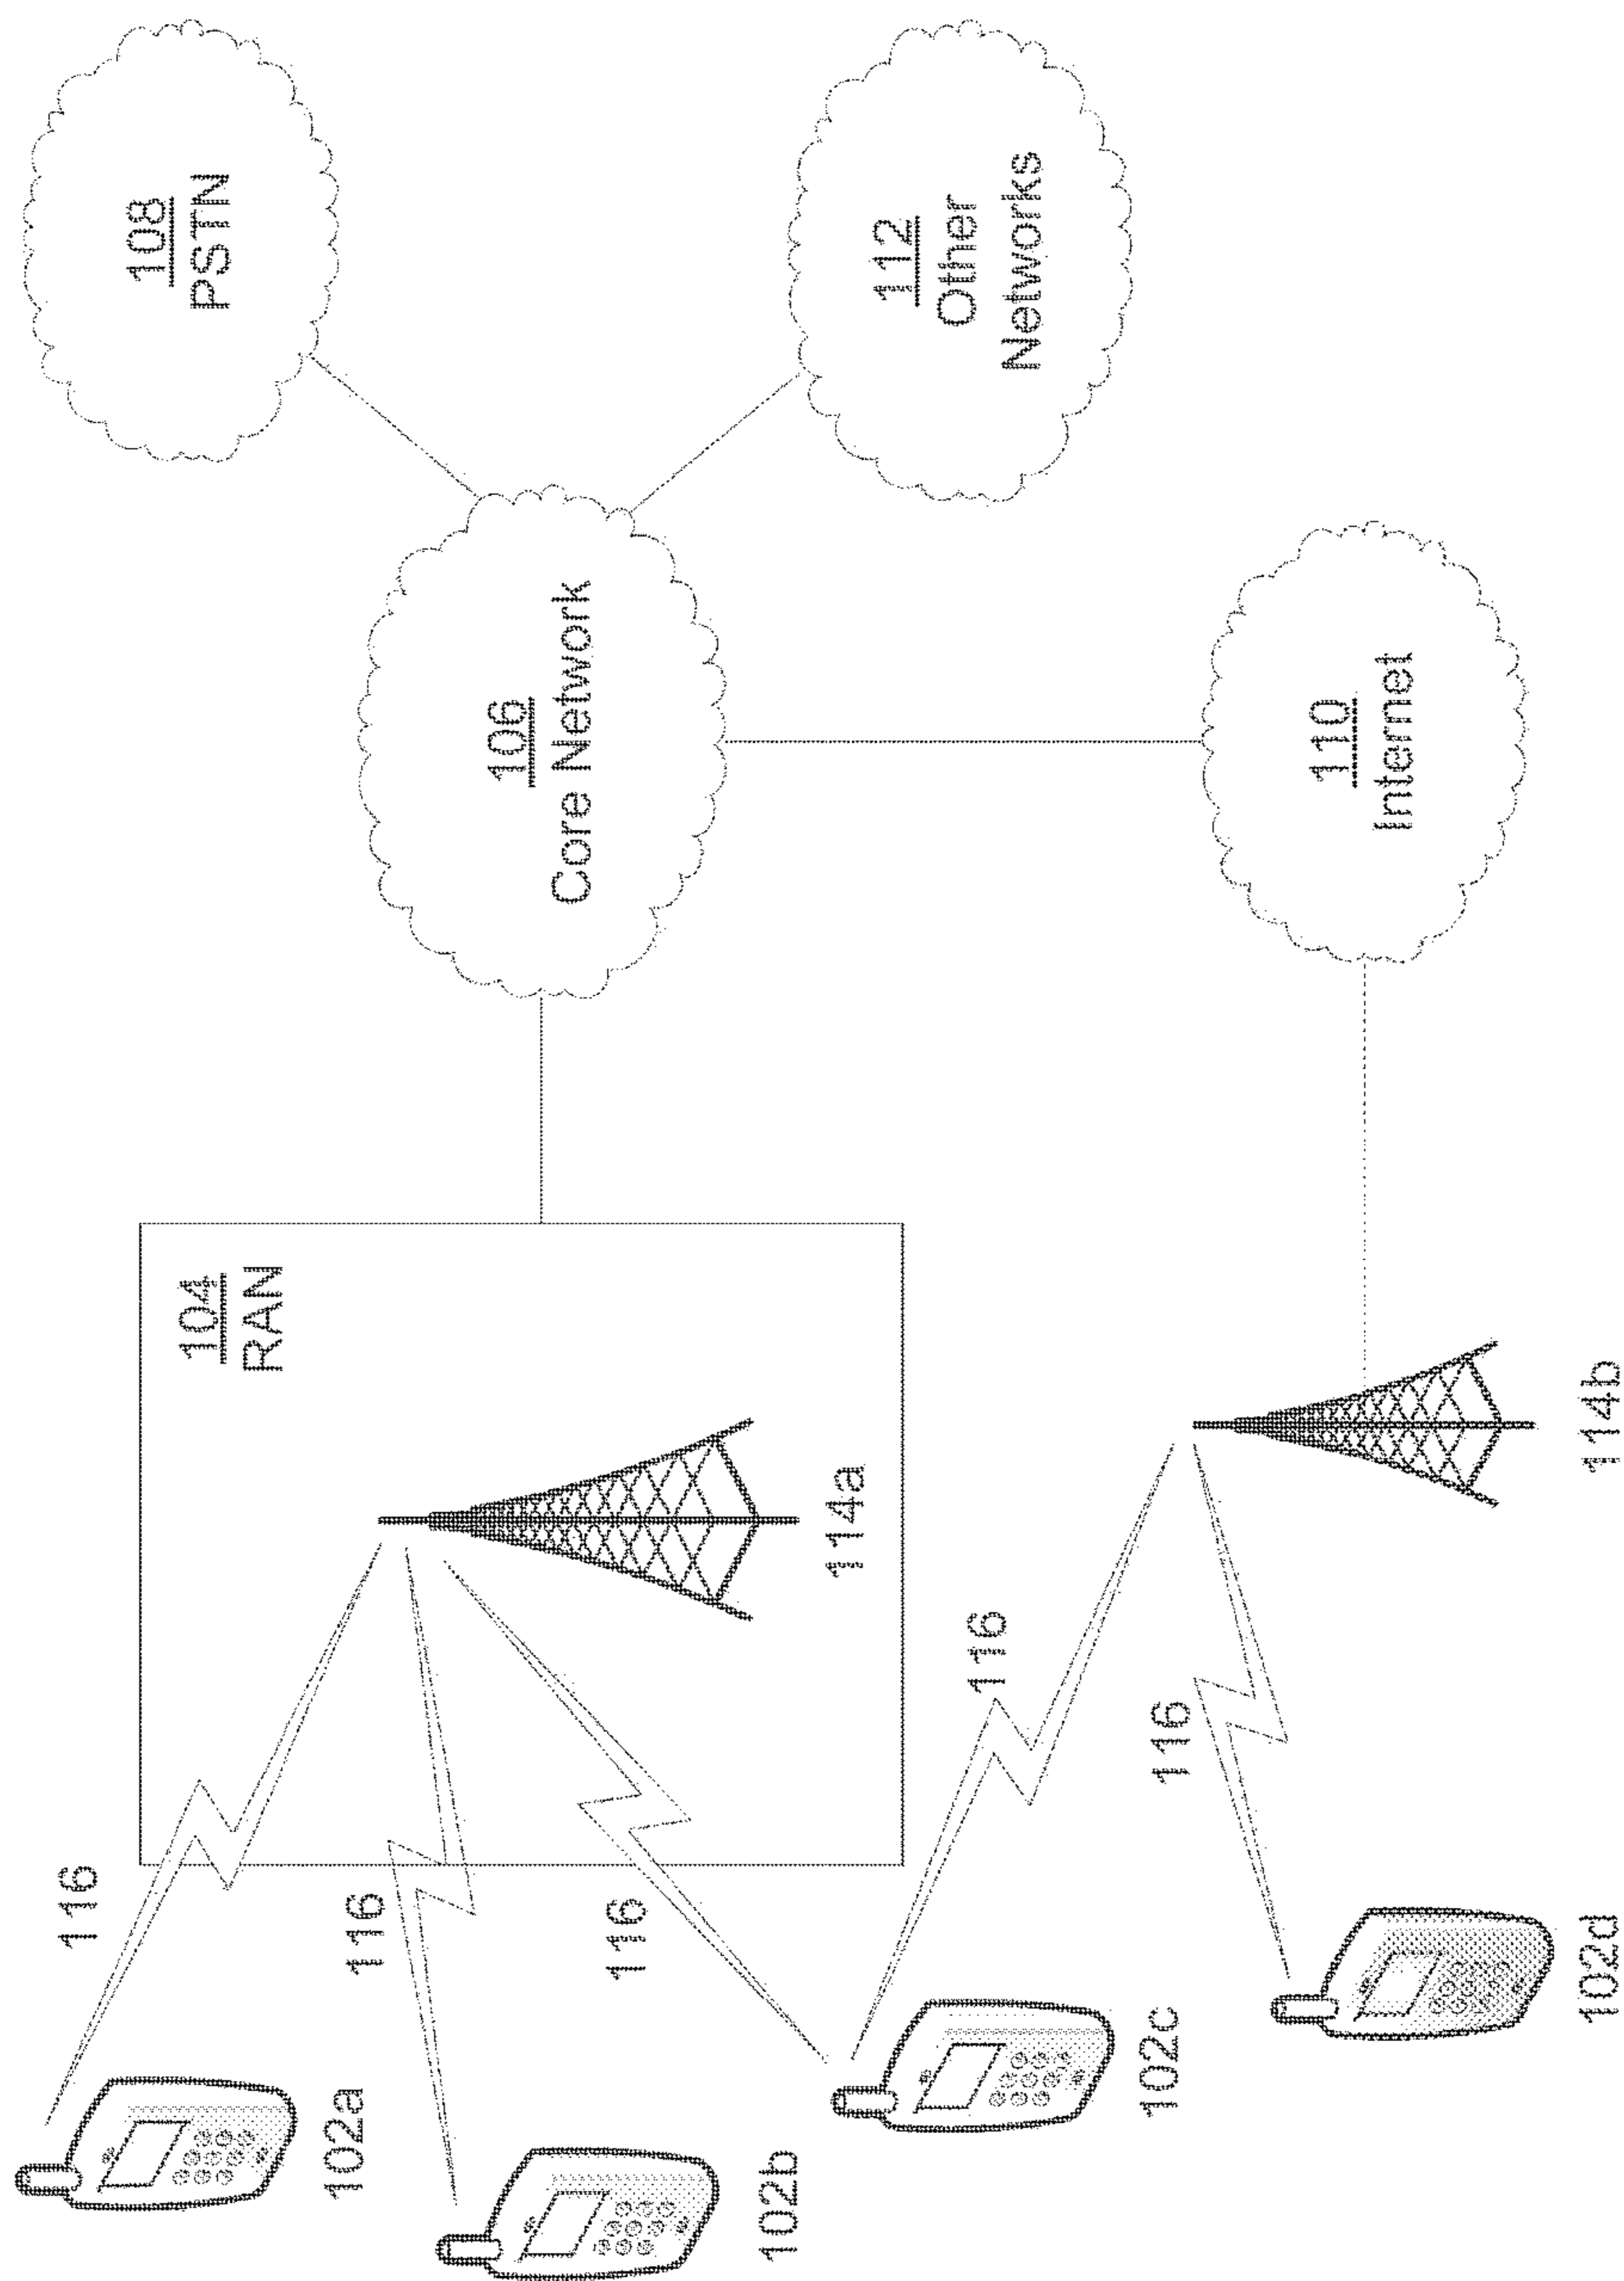 102a
116
102b
116
116
102c
116
116
102d
104
RAN
114a
114b
106
Core Network
108
PSTN
112
Other
Networks
110
Internet